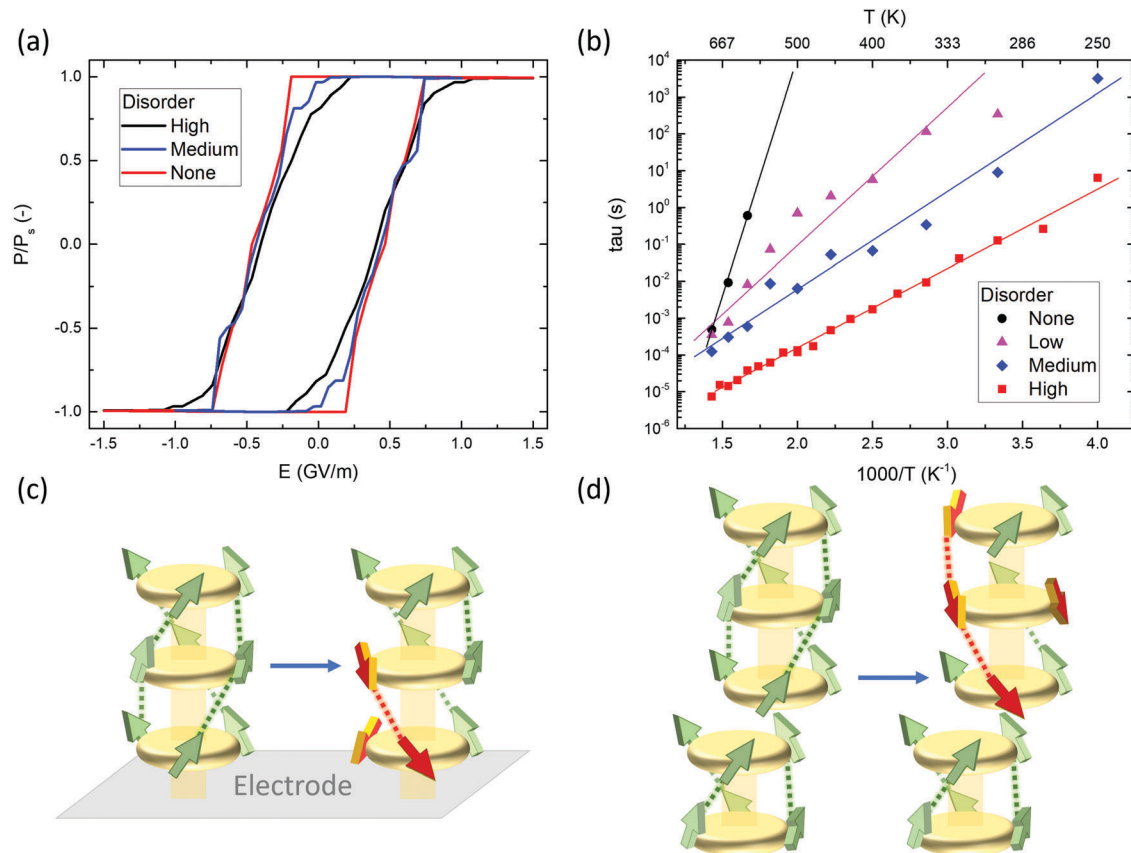 (a)
Disorder
High
Medium
None
P/Ps (-)
1.0
0.5
0.0
-0.5
-1.0
-1.5 -1.0 -0.5 0.0 0.5 1.0 1.5
E (GV/m)
(b)
T (K)
667 500 400 333 286 250
tau (s)
10^3
10^2
10^1
10^0
10^-1
10^-2
10^-3
10^-4
10^-5
10^-6
Disorder
None
Low
Medium
High
1.5 2.0 2.5 3.0 3.5 4.0
1000/T (K^-1)
(c)
Electrode
(d)